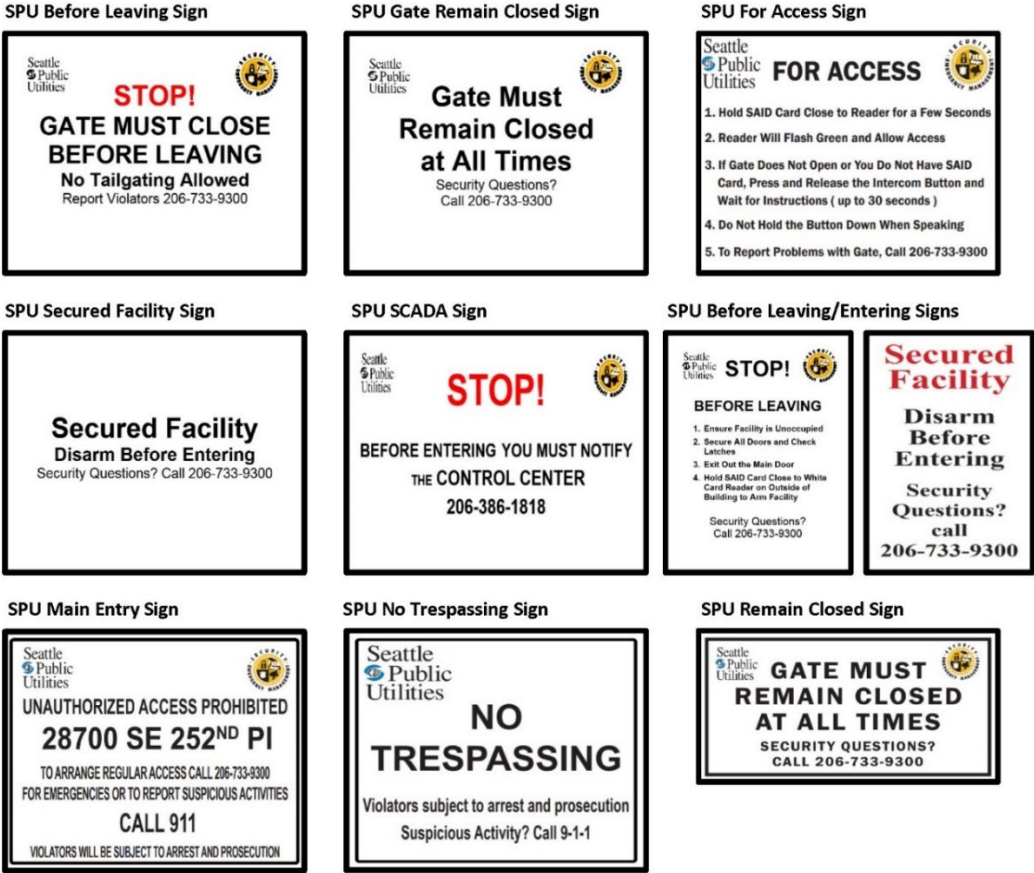 SPU Before Leaving Sign
Seattle
Public
Utilities
STOP!
GATE MUST CLOSE
BEFORE LEAVING
No Tailgating Allowed
Report Violators 206-733-9300
SPU Gate Remain Closed Sign
Seattle
Public
Utilities
Gate Must
Remain Closed
at All Times
Security Questions?
Call 206-733-9300
SPU For Access Sign
Seattle
Public
Utilities
SECURITY
EMERGENCY MANAGEMENT
FOR ACCESS
1. Hold SAID Card Close to Reader for a Few Seconds
2. Reader Will Flash Green and Allow Access
3. If Gate Does Not Open or You Do Not Have SAID
Card, Press and Release the Intercom Button and
Wait for Instructions ( up to 30 seconds )
4. Do Not Hold the Button Down When Speaking
5. To Report Problems with Gate, Call 206-733-9300
SPU Secured Facility Sign
Secured Facility
Disarm Before Entering
Security Questions? Call 206-733-9300
SPU SCADA Sign
Seattle
Public
Utilities
STOP!
BEFORE ENTERING YOU MUST NOTIFY
THE CONTROL CENTER
206-386-1818
SPU Before Leaving/Entering Signs
Seattle
Public
Utilities
STOP!
BEFORE LEAVING
1. Ensure Facility is Unoccupied
2. Secure All Doors and Check
Latches
3. Exit Out the Main Door
4. Hold SAID Card Close to White
Card Reader on Outside of
Building to Arm Facility
Security Questions?
Call 206-733-9300
Secured
Facility
Disarm
Before
Entering
Security
Questions?
call
206-733-9300
SPU Main Entry Sign
Seattle
Public
Utilities
UNAUTHORIZED ACCESS PROHIBITED
28700 SE 252ND Pl
TO ARRANGE REGULAR ACCESS CALL 206-733-9300
FOR EMERGENCIES OR TO REPORT SUSPICIOUS ACTIVITIES
CALL 911
VIOLATORS WILL BE SUBJECT TO ARREST AND PROSECUTION
SPU No Trespassing Sign
Seattle
Public
Utilities
NO
TRESPASSING
Violators subject to arrest and prosecution
Suspicious Activity? Call 9-1-1
SPU Remain Closed Sign
Seattle
Public
Utilities
GATE MUST
REMAIN CLOSED
AT ALL TIMES
SECURITY QUESTIONS?
CALL 206-733-9300